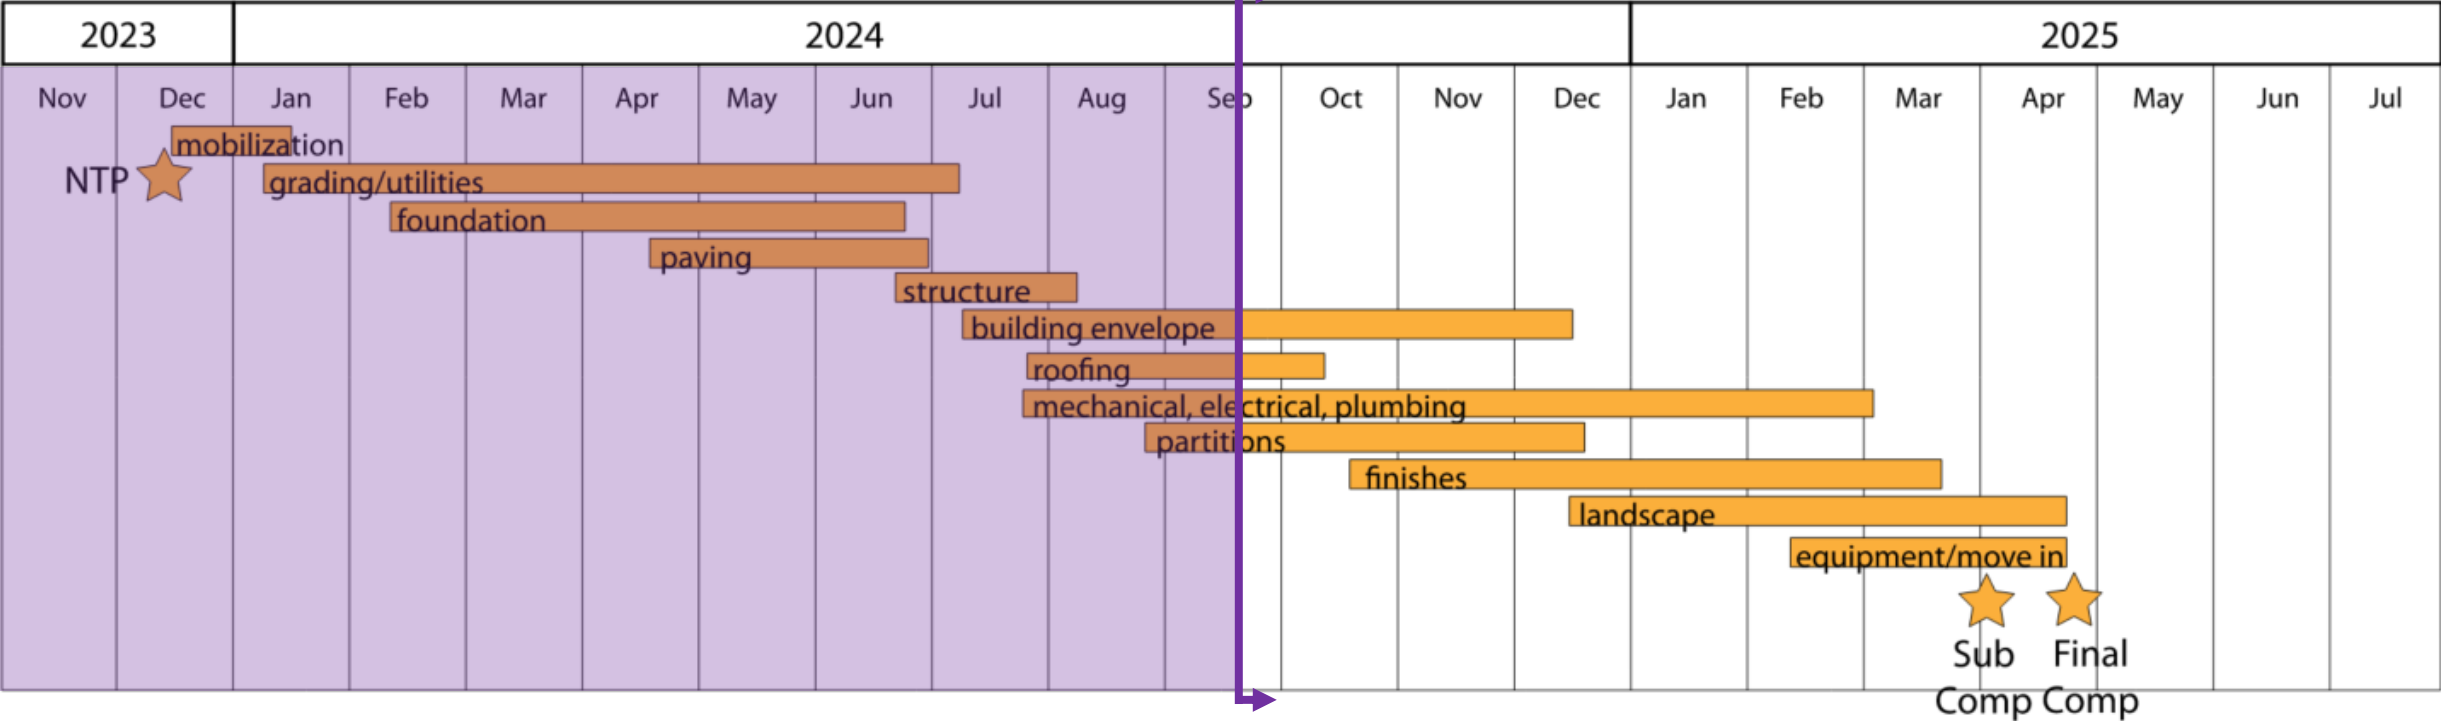 2023 2024 2025
Nov Dec Jan Feb Mar Apr May Jun Jul Aug Sep Oct Nov Dec Jan Feb Mar Apr May Jun Jul
mobilization
NTP grading/utilities
foundation
paving
structure
building envelope
roofing
mechanical, electrical, plumbing
partitions
finishes
landscape
equipment/move in
Sub Final
Comp Comp